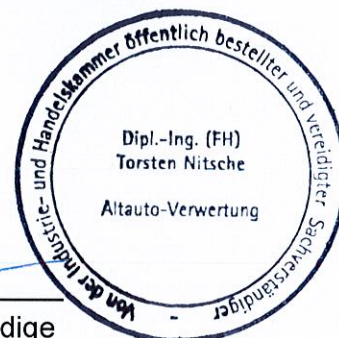 Von der Industrie- und Handelskammer öffentlich bestellter und vereidigter Sachverständiger -
Dipl.-Ing. (FH)
Torsten Nitsche
Altauto-Verwertung
dige